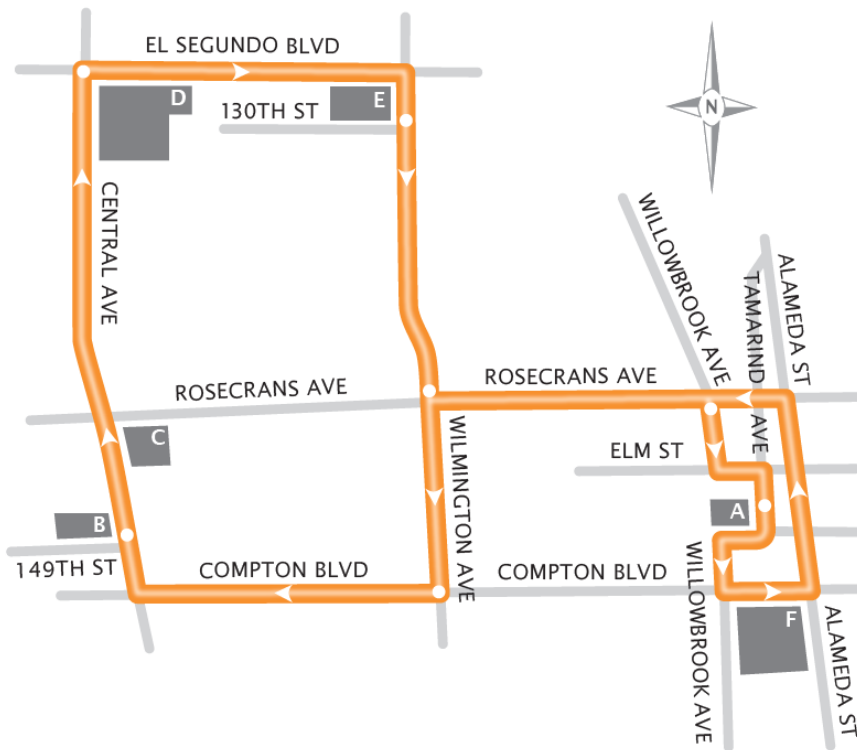 EL SEGUNDO BLVD
D
E
130TH ST
N
CENTRAL AVE
WILLOWBROOK AVE
TAMARIND AVE
ALAMEDA ST
ROSECRANS AVE
ROSECRANS AVE
C
WILMINGTON AVE
ELM ST
B
A
149TH ST
COMPTON BLVD
COMPTON BLVD
WILLOWBROOK AVE
F
ALAMEDA ST